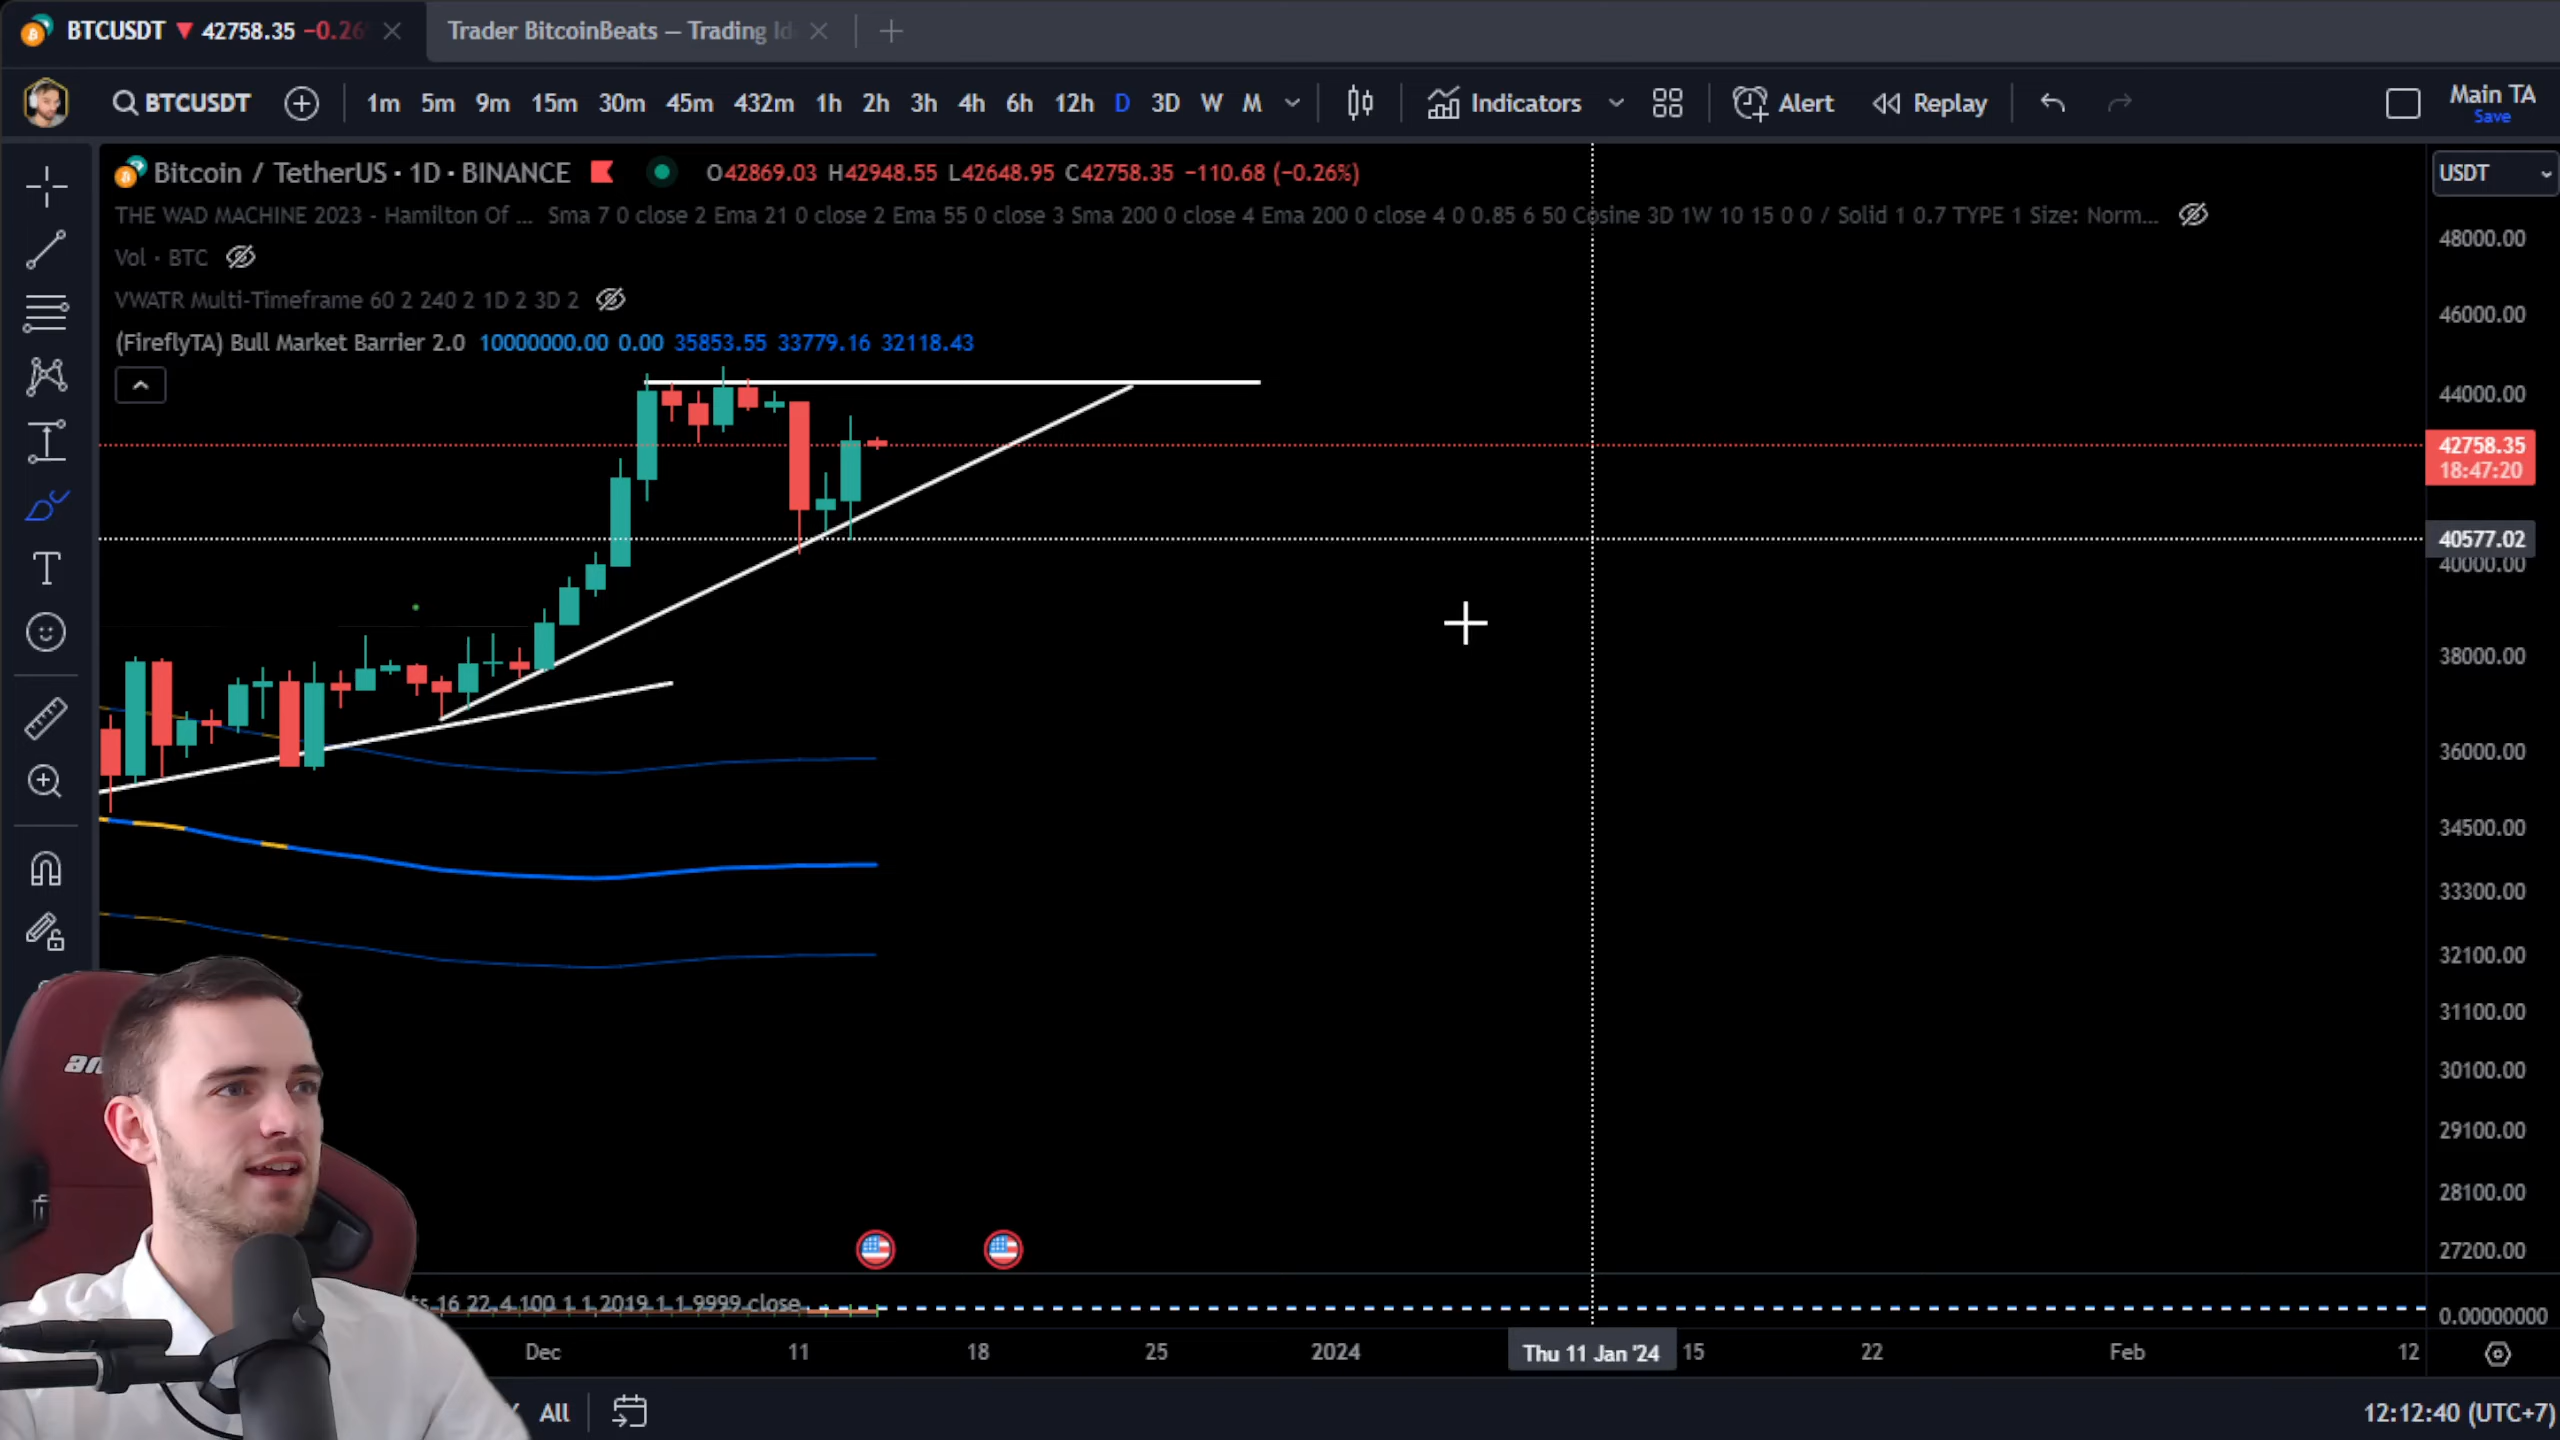 BTCUSDT ▼ 42758.35 −0.26
Trader BitcoinBeats — Trading Id
BTCUSDT
1m 5m 9m 15m 30m 45m 432m 1h 2h 3h 4h 6h 12h D 3D W M
Indicators
Alert
Replay
Main TA
Save
Bitcoin / TetherUS · 1D · BINANCE
O42869.03 H42948.55 L42648.95 C42758.35 −110.68 (−0.26%)
USDT
THE WAD MACHINE 2023 - Hamilton Of ... Sma 7 0 close 2 Ema 21 0 close 2 Ema 55 0 close 3 Sma 200 0 close 4 Ema 200 0 close 4 0 0.85 6 50 Cosine 3D 1W 10 15 0 0 / Solid 1 0.7 TYPE 1 Size: Norm...
Vol · BTC
VWATR Multi-Timeframe 60 2 240 2 1D 2 3D 2
(FireflyTA) Bull Market Barrier 2.0 10000000.00 0.00 35853.55 33779.16 32118.43
48000.00
46000.00
44000.00
42758.35
18:47:20
40577.02
40000.00
38000.00
36000.00
34500.00
33300.00
32100.00
31100.00
30100.00
29100.00
28100.00
27200.00
16 22 4 100 1 1 2019 1 1 9999 close
0.00000000
Dec 11 18 25 2024 Thu 11 Jan '24 15 22 Feb 12
All
12:12:40 (UTC+7)